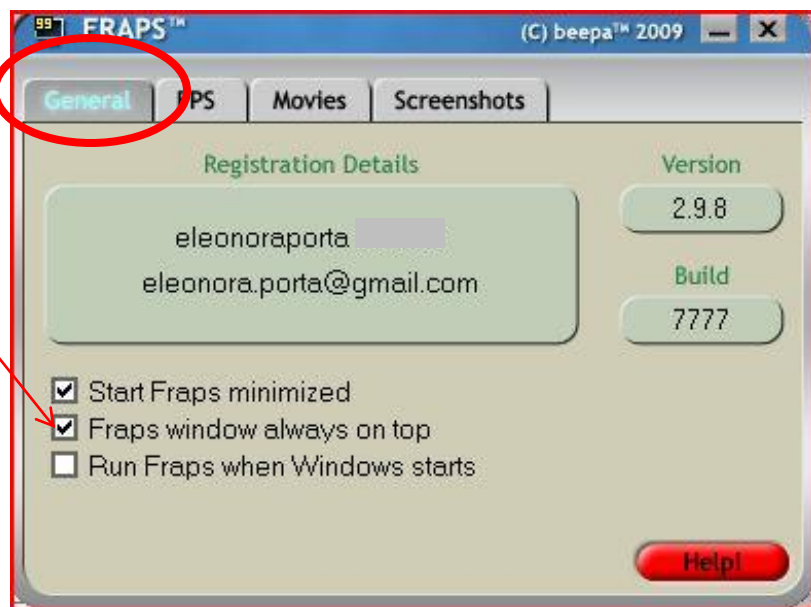 99 FRAPS™ (C) beepa™ 2009
General FPS Movies Screenshots
Registration Details
eleonoraporta
eleonora.porta@gmail.com
Version
2.9.8
Build
7777
Start Fraps minimized
Fraps window always on top
Run Fraps when Windows starts
Help!